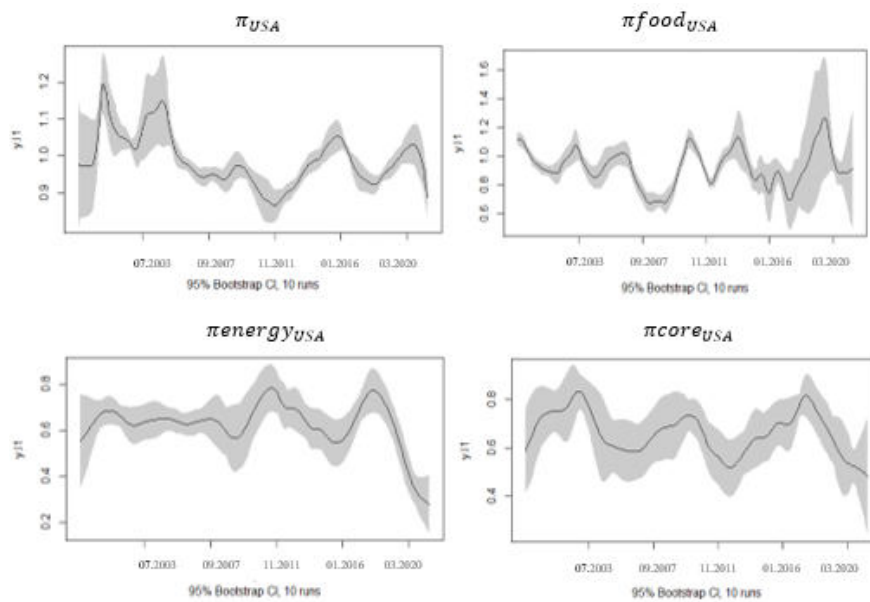 π_USA
πfood_USA
y.l1
1.2
1.1
1.0
0.9
07.2003 09.2007 11.2011 01.2016 03.2020
95% Bootstrap CI, 10 runs
y.l1
1.6
1.4
1.2
1.0
0.8
0.6
07.2003 09.2007 11.2011 01.2016 03.2020
95% Bootstrap CI, 10 runs
πenergy_USA
πcore_USA
y.l1
0.8
0.6
0.4
0.2
07.2003 09.2007 11.2011 01.2016 03.2020
95% Bootstrap CI, 10 runs
y.l1
0.8
0.6
0.4
07.2003 09.2007 11.2011 01.2016 03.2020
95% Bootstrap CI, 10 runs